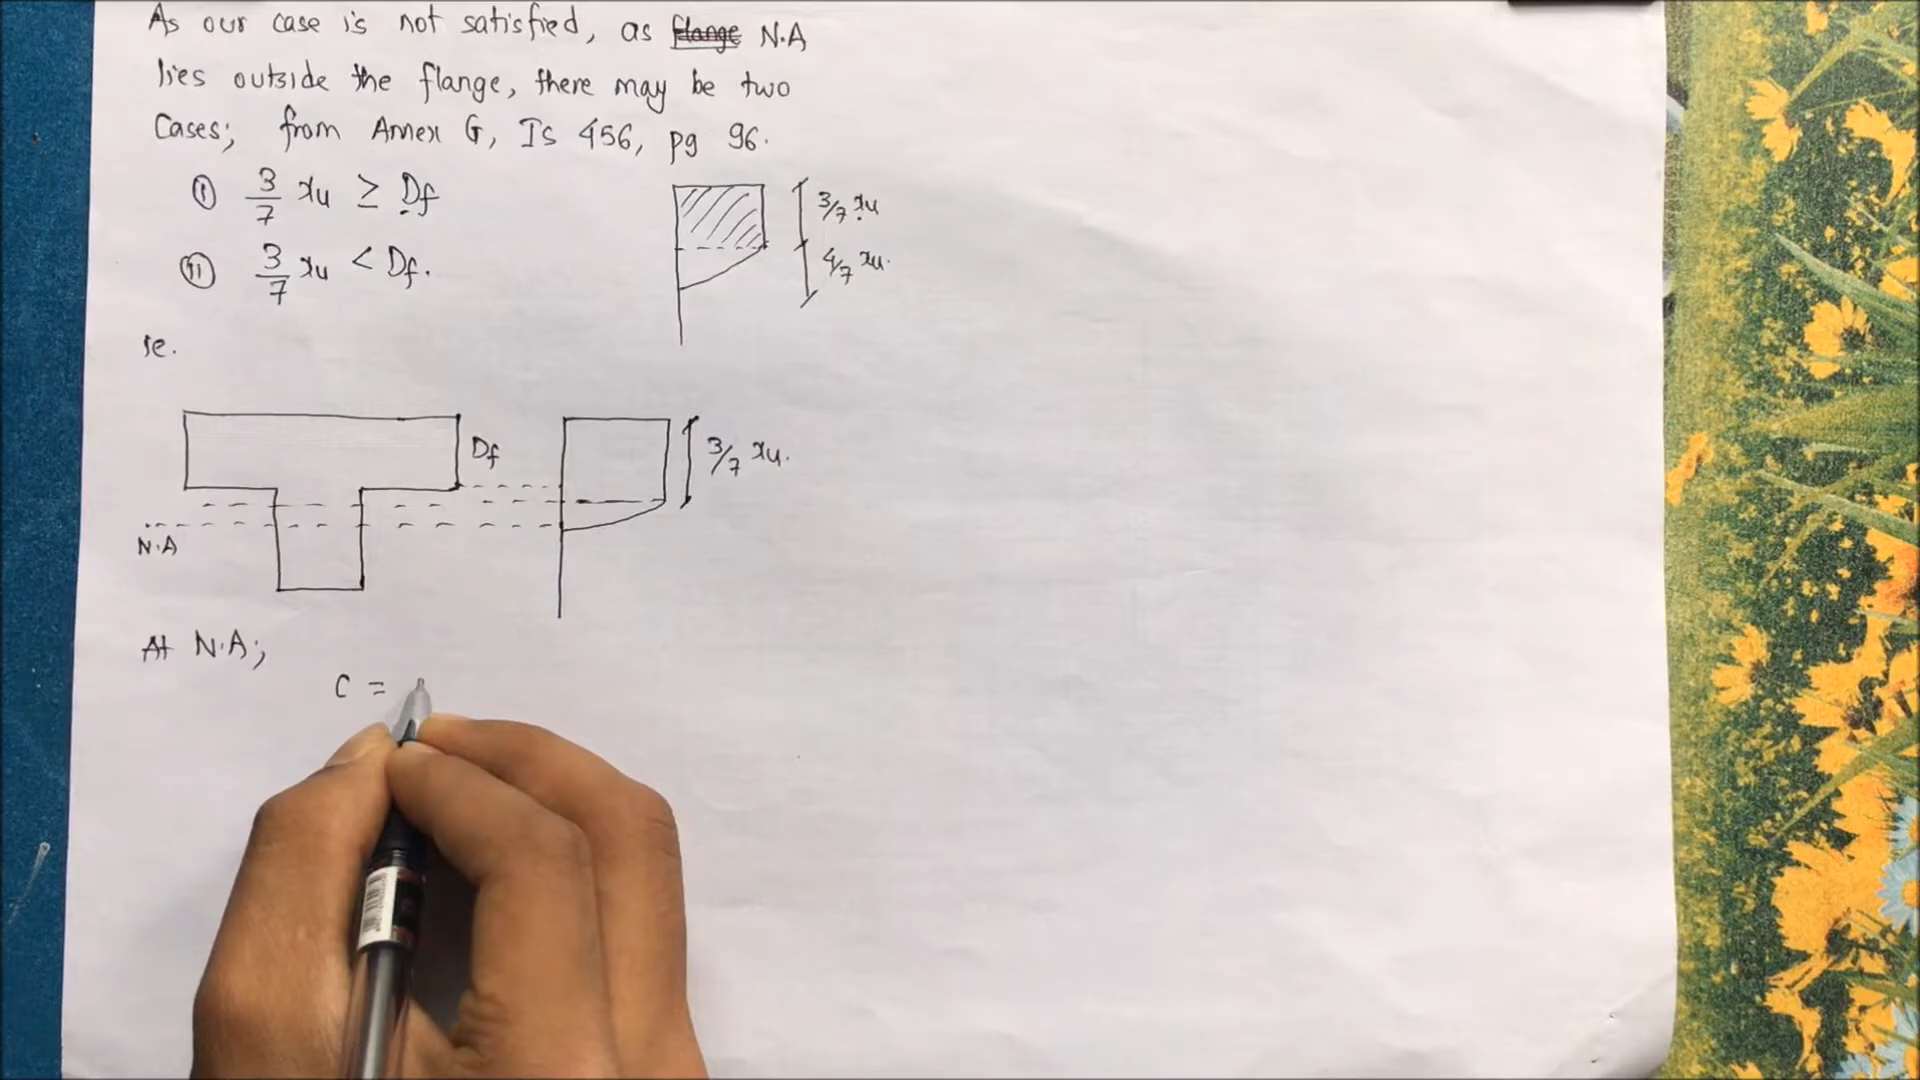 As our case is not satisfied, as flange N.A
lies outside the flange, there may be two
Cases; from Annex G, Is 456, pg 96.
(i) 3/7 xu ≥ Df
(ii) 3/7 xu < Df.
3/7 xu
4/7 xu.
ie.
Df
3/7 xu.
N.A
At N.A;
C =